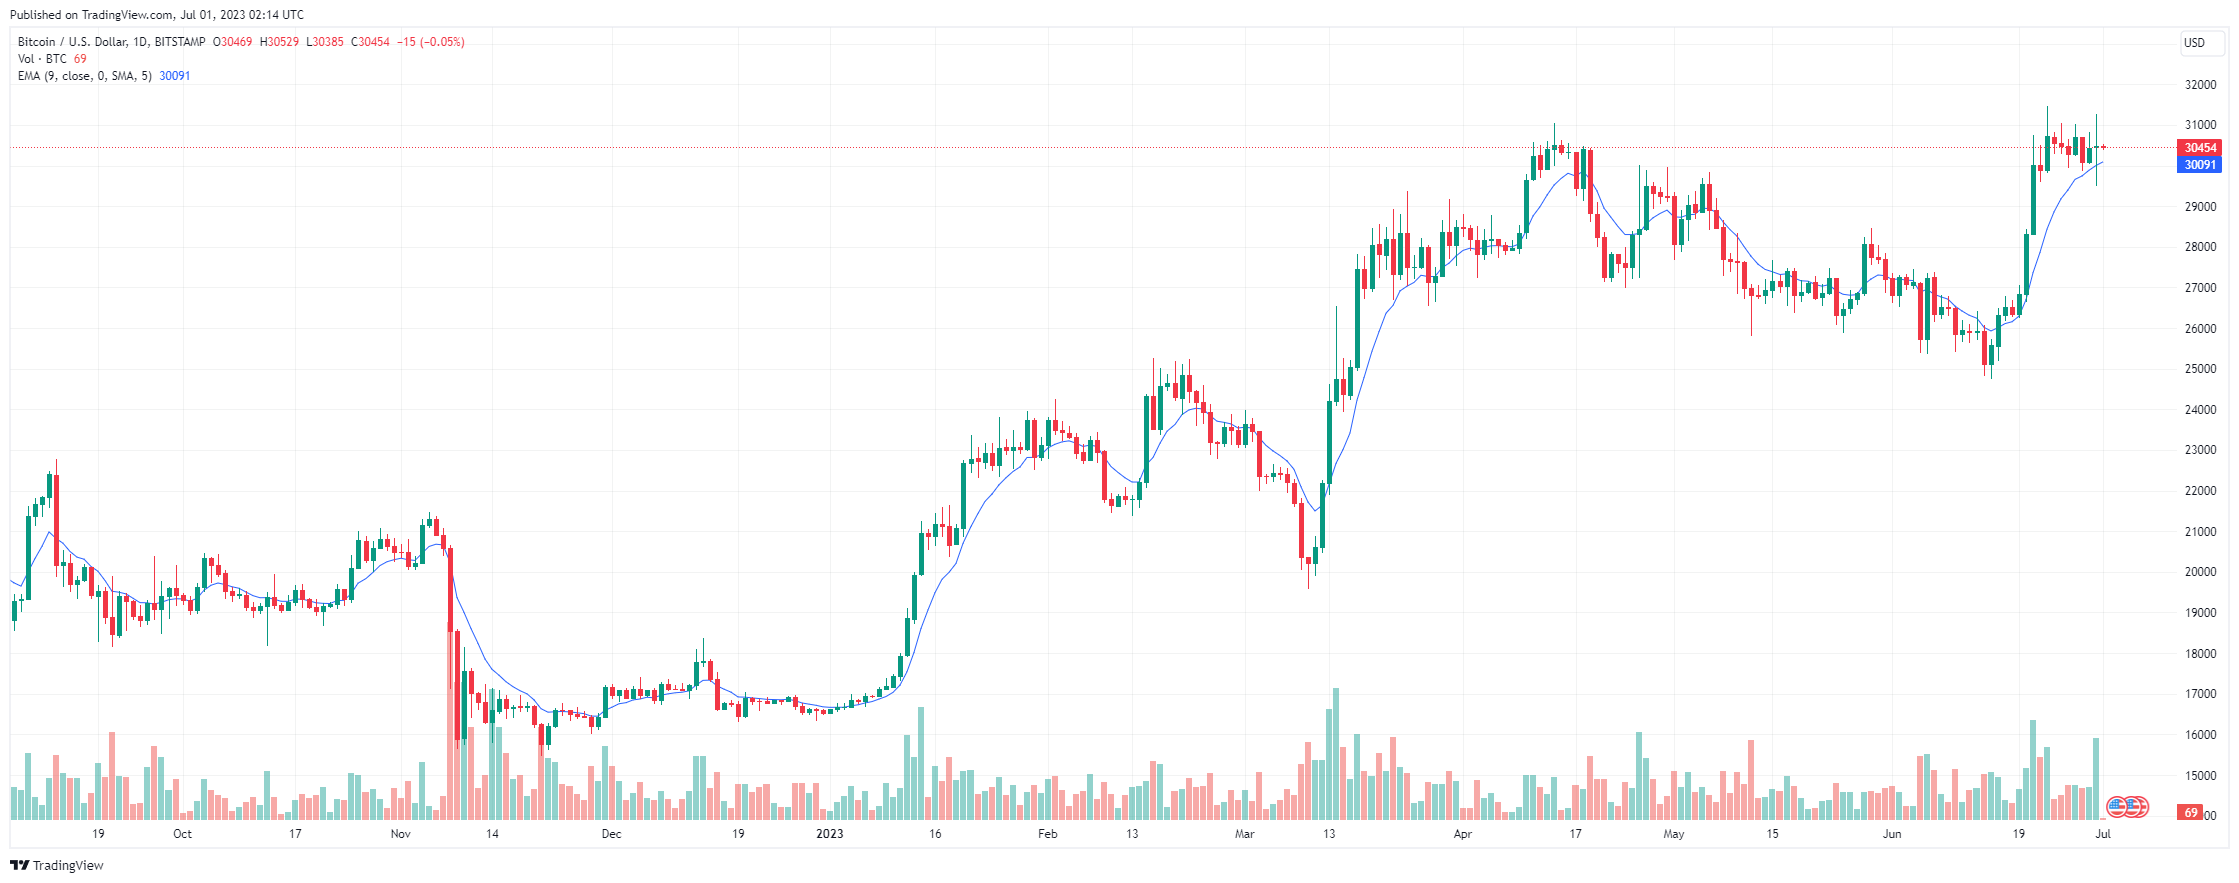 Published on TradingView.com, Jul 01, 2023 02:14 UTC
Bitcoin / U.S. Dollar, 1D, BITSTAMP O30469 H30529 L30385 C30454 −15 (−0.05%)
Vol · BTC 69
EMA (9, close, 0, SMA, 5) 30091
USD
32000
31000
30454
30091
29000
28000
27000
26000
25000
24000
23000
22000
21000
20000
19000
18000
17000
16000
15000
69
19 Oct 17 Nov 14 Dec 19 2023 16 Feb 13 Mar 13 Apr 17 May 15 Jun 19 Jul
TradingView